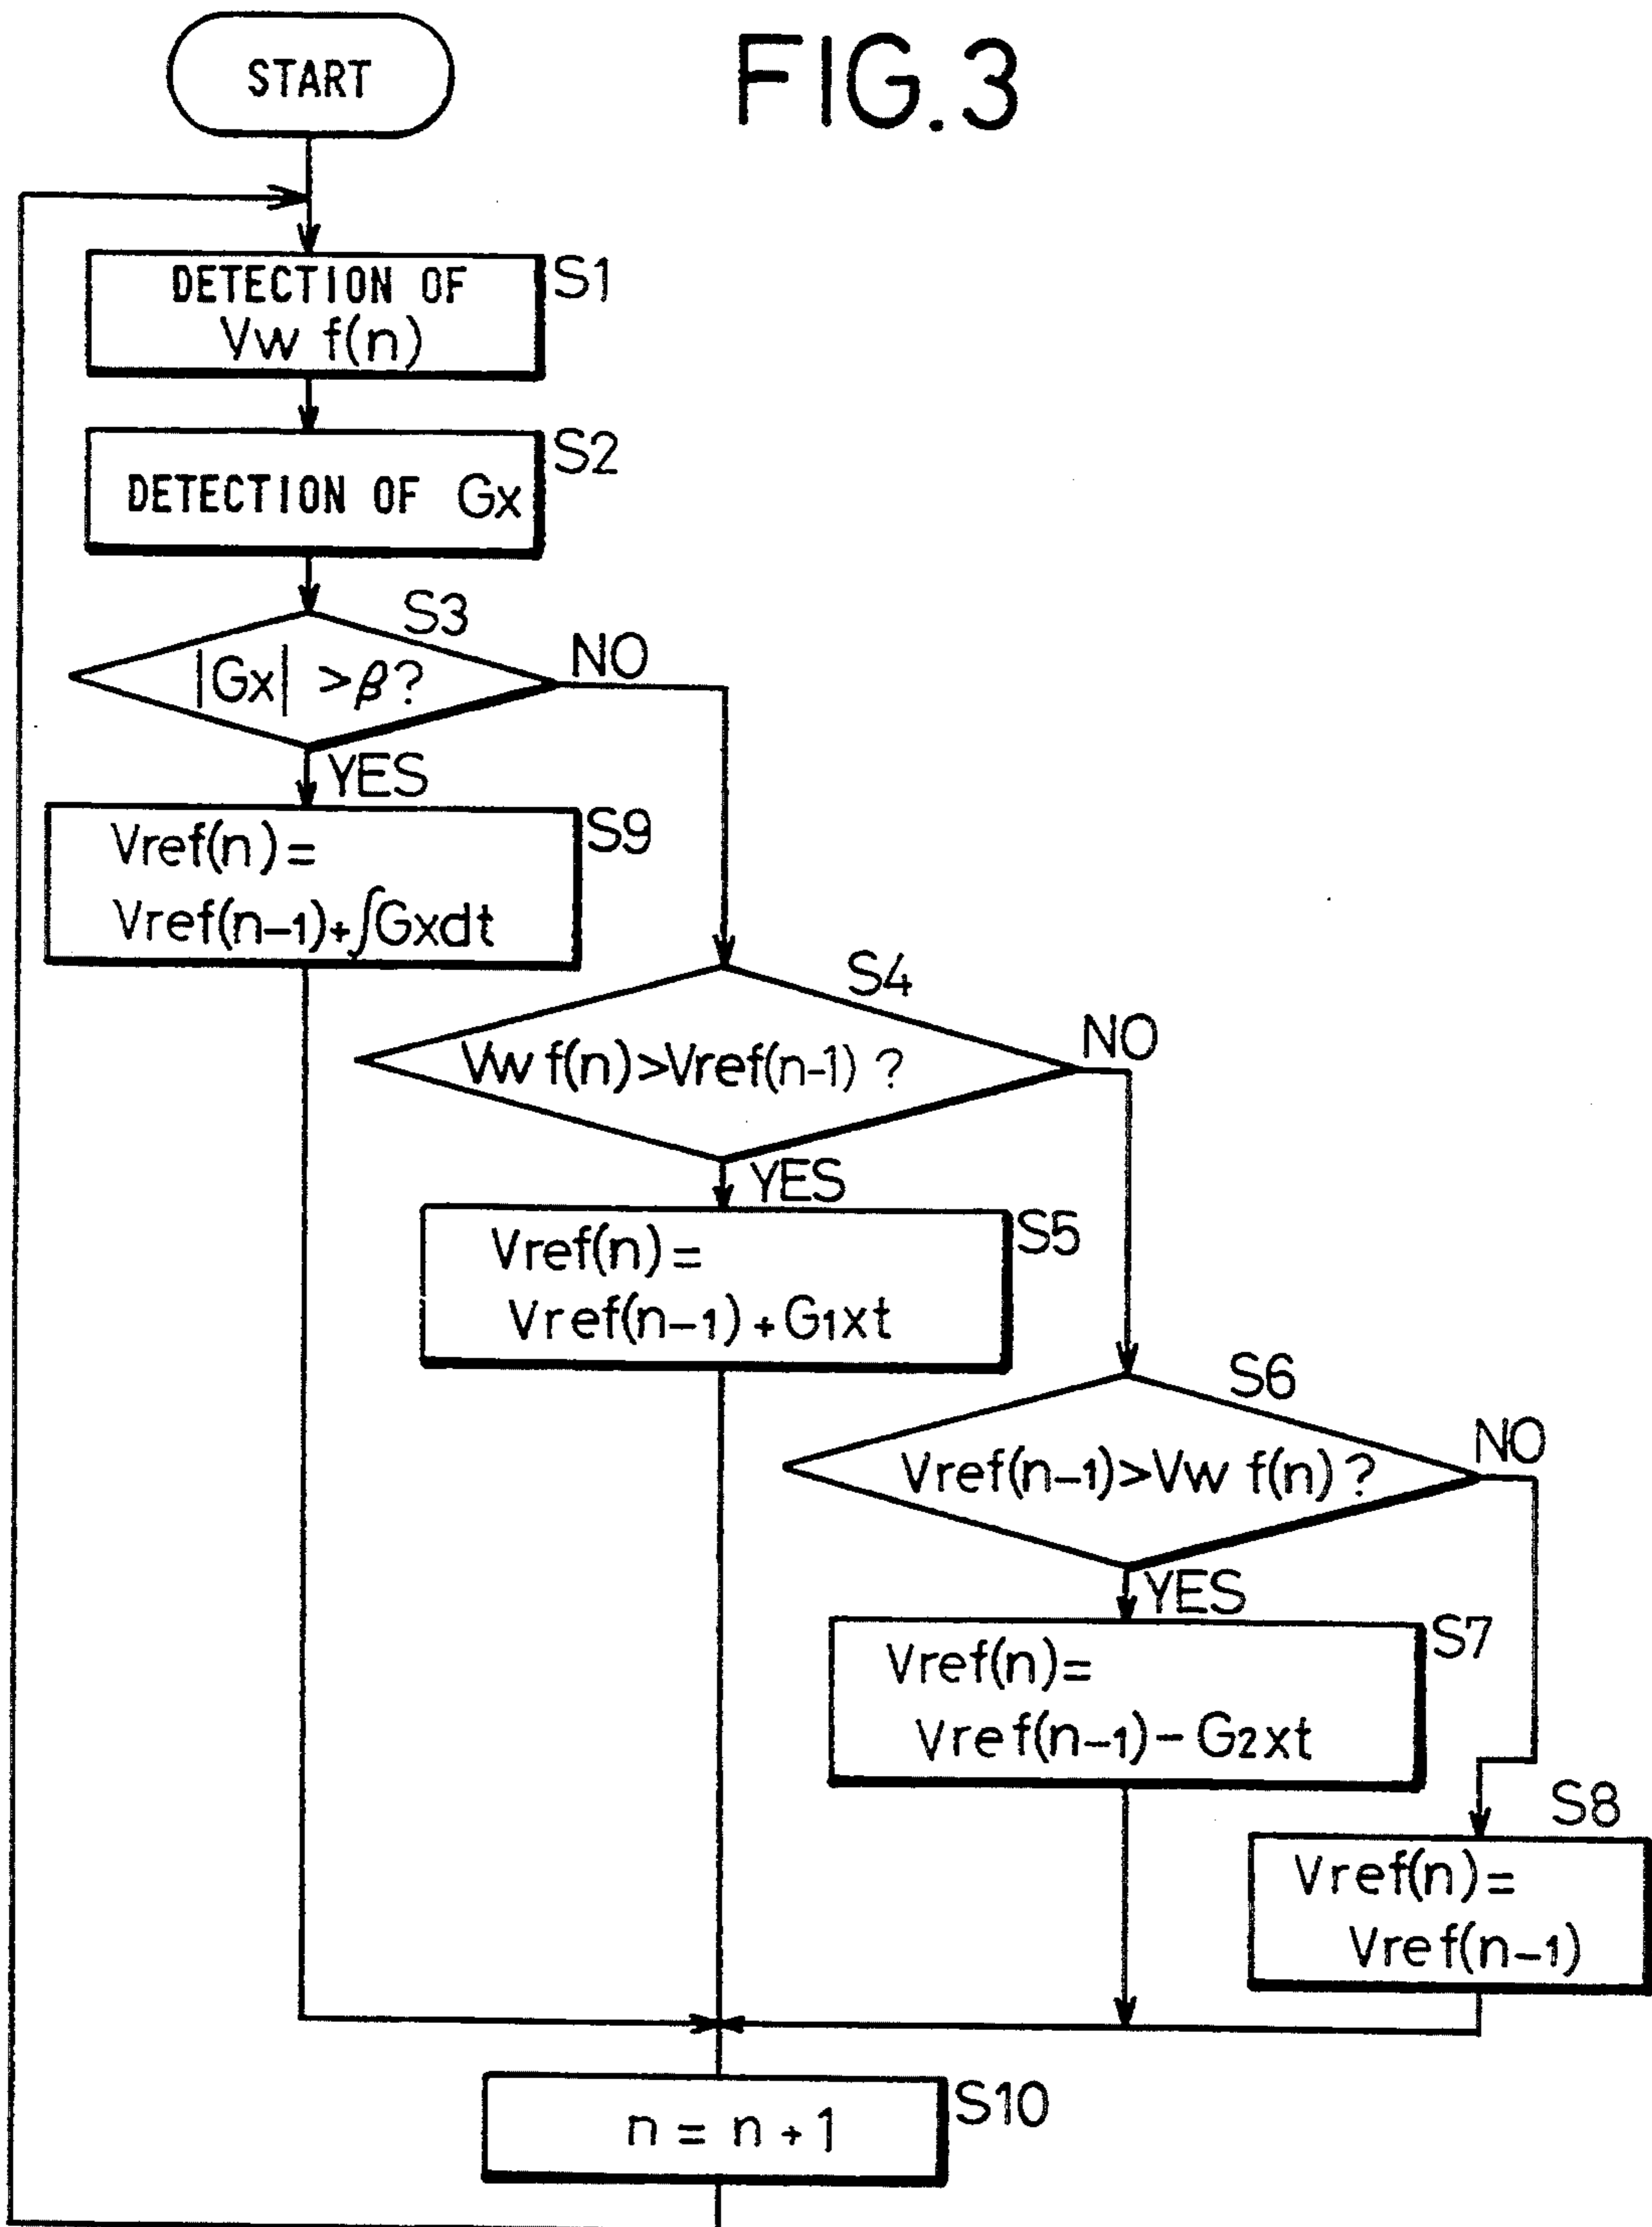 FIG.3
START
DETECTION OF
Vw f(n)
S1
DETECTION OF Gx
S2
S3
|Gx| >β?
NO
YES
Vref(n)=
Vref(n-1)+∫Gxdt
S9
S4
Vw f(n)>Vref(n-1) ?
NO
YES
Vref(n)=
Vref(n-1)+G1xt
S5
S6
Vref(n-1)>Vw f(n) ?
NO
YES
Vref(n)=
Vref(n-1)-G2xt
S7
S8
Vref(n)=
Vref(n-1)
n = n + 1
S10